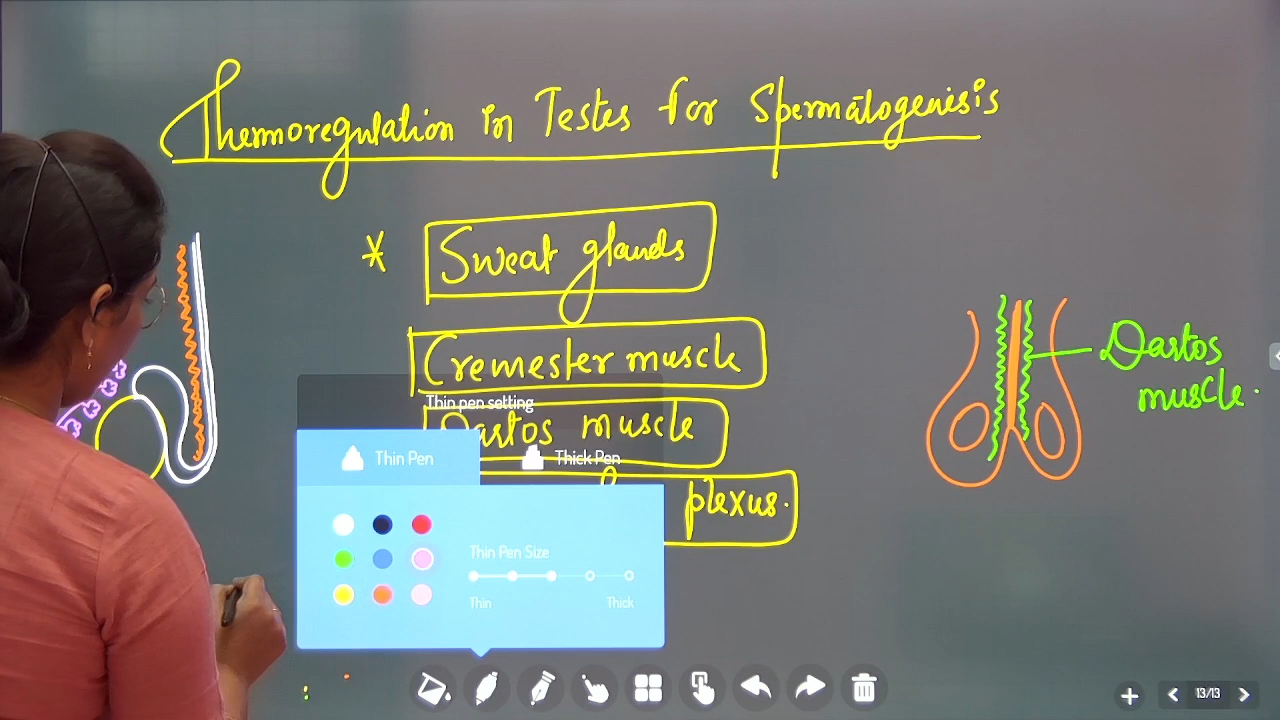 Thermoregulation in Testes for Spermatogenesis
* Sweat glands
Cremester muscle
Thin pen setting
Dartos muscle
Thin Pen
Thick Pen
plexus.
Thin Pen Size
Thin
Thick
Dartos
muscle.
13/13